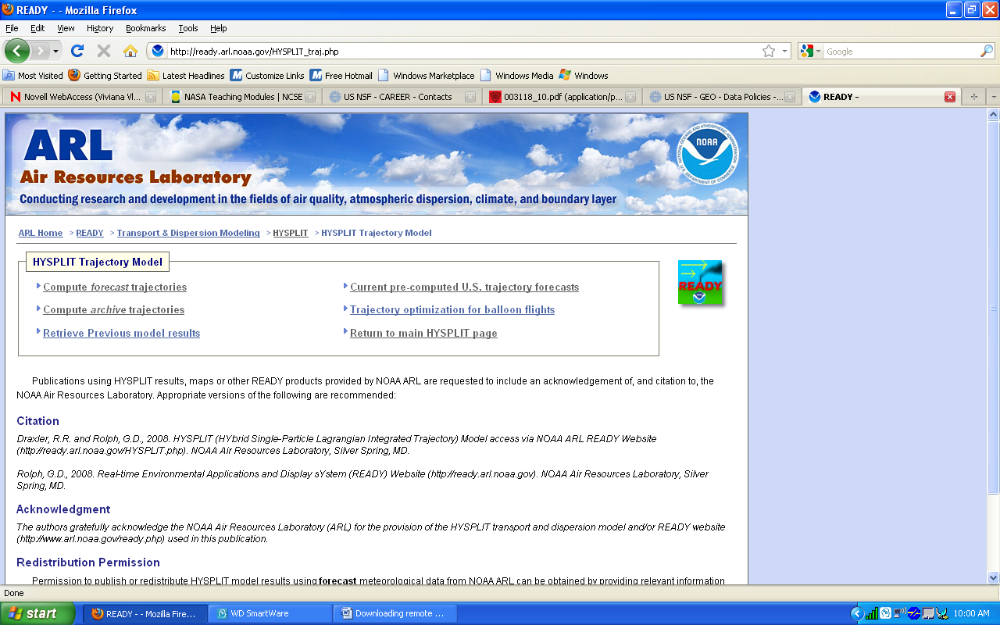 READY - - Mozilla Firefox
File Edit View History Bookmarks Tools Help
http://ready.arl.noaa.gov/HYSPLIT_traj.php
Google
Most Visited Getting Started Latest Headlines Customize Links Free Hotmail Windows Marketplace Windows Media Windows
Novell WebAccess (Viviana Vl... NASA Teaching Modules | NCSE US NSF - CAREER - Contacts 003118_10.pdf (application/p... US NSF - GEO - Data Policies -... READY -
ARL
NOAA
Air Resources Laboratory
Conducting research and development in the fields of air quality, atmospheric dispersion, climate, and boundary layer
ARL Home > READY > Transport & Dispersion Modeling > HYSPLIT > HYSPLIT Trajectory Model
HYSPLIT Trajectory Model
Compute forecast trajectories
Current pre-computed U.S. trajectory forecasts
READY
Compute archive trajectories
Trajectory optimization for balloon flights
Retrieve Previous model results
Return to main HYSPLIT page
Publications using HYSPLIT results, maps or other READY products provided by NOAA ARL are requested to include an acknowledgement of, and citation to, the
NOAA Air Resources Laboratory. Appropriate versions of the following are recommended:
Citation
Draxler, R.R. and Rolph, G.D., 2008. HYSPLIT (HYbrid Single-Particle Lagrangian Integrated Trajectory) Model access via NOAA ARL READY Website
(http://ready.arl.noaa.gov/HYSPLIT.php). NOAA Air Resources Laboratory, Silver Spring, MD.
Rolph, G.D., 2008. Real-time Environmental Applications and Display sYstem (READY) Website (http://ready.arl.noaa.gov). NOAA Air Resources Laboratory, Silver
Spring, MD.
Acknowledgment
The authors gratefully acknowledge the NOAA Air Resources Laboratory (ARL) for the provision of the HYSPLIT transport and dispersion model and/or READY website
(http://www.arl.noaa.gov/ready.php) used in this publication.
Redistribution Permission
Permission to publish or redistribute HYSPLIT model results using forecast meteorological data from NOAA ARL can be obtained by providing relevant information
Done
start READY - - Mozilla Fire... WD SmartWare Downloading remote ... 10:00 AM